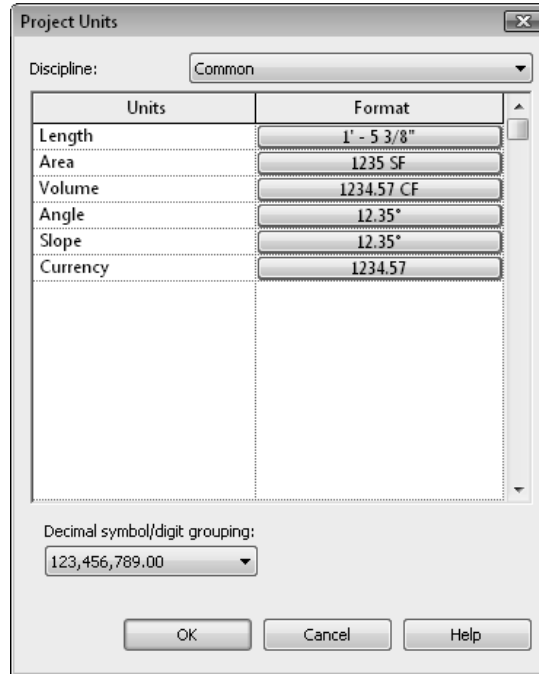 Project Units
Discipline: Common
Units Format
Length 1' - 5 3/8"
Area 1235 SF
Volume 1234.57 CF
Angle 12.35°
Slope 12.35°
Currency 1234.57
Decimal symbol/digit grouping:
123,456,789.00
OK Cancel Help